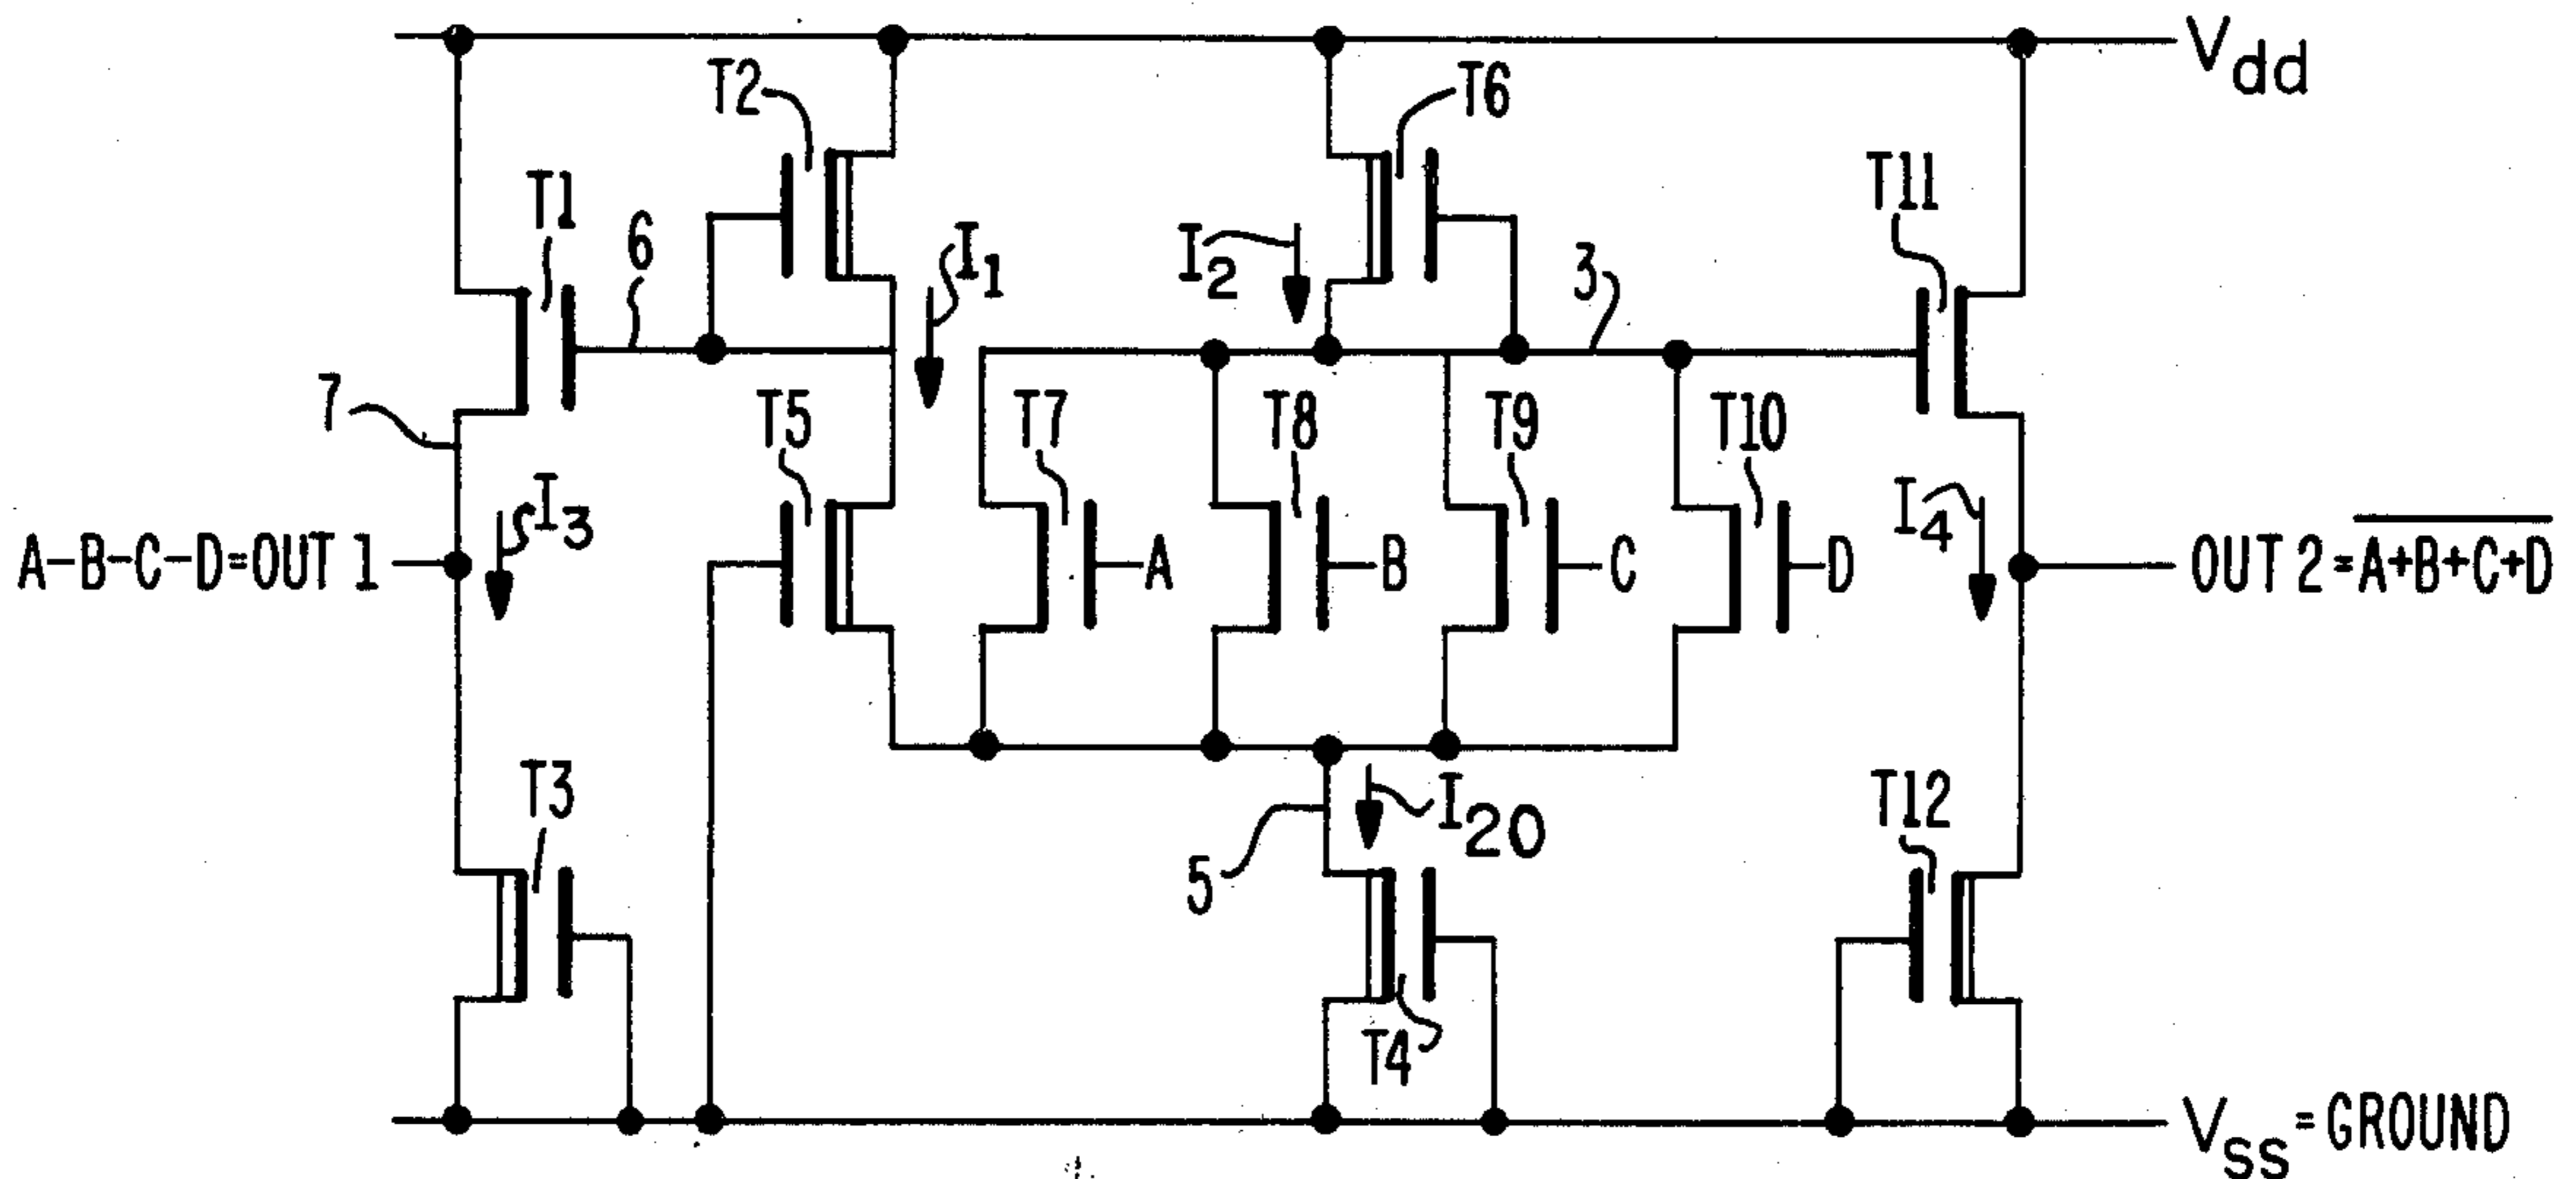 Vdd
T2
T6
T11
T1
6
I1
I2
3
7
T5
T7
T8
T9
T10
I3
I4
A-B-C-D=OUT 1
A
B
C
D
OUT 2 = A+B+C+D
T3
I20
T12
5
T4
Vss = GROUND